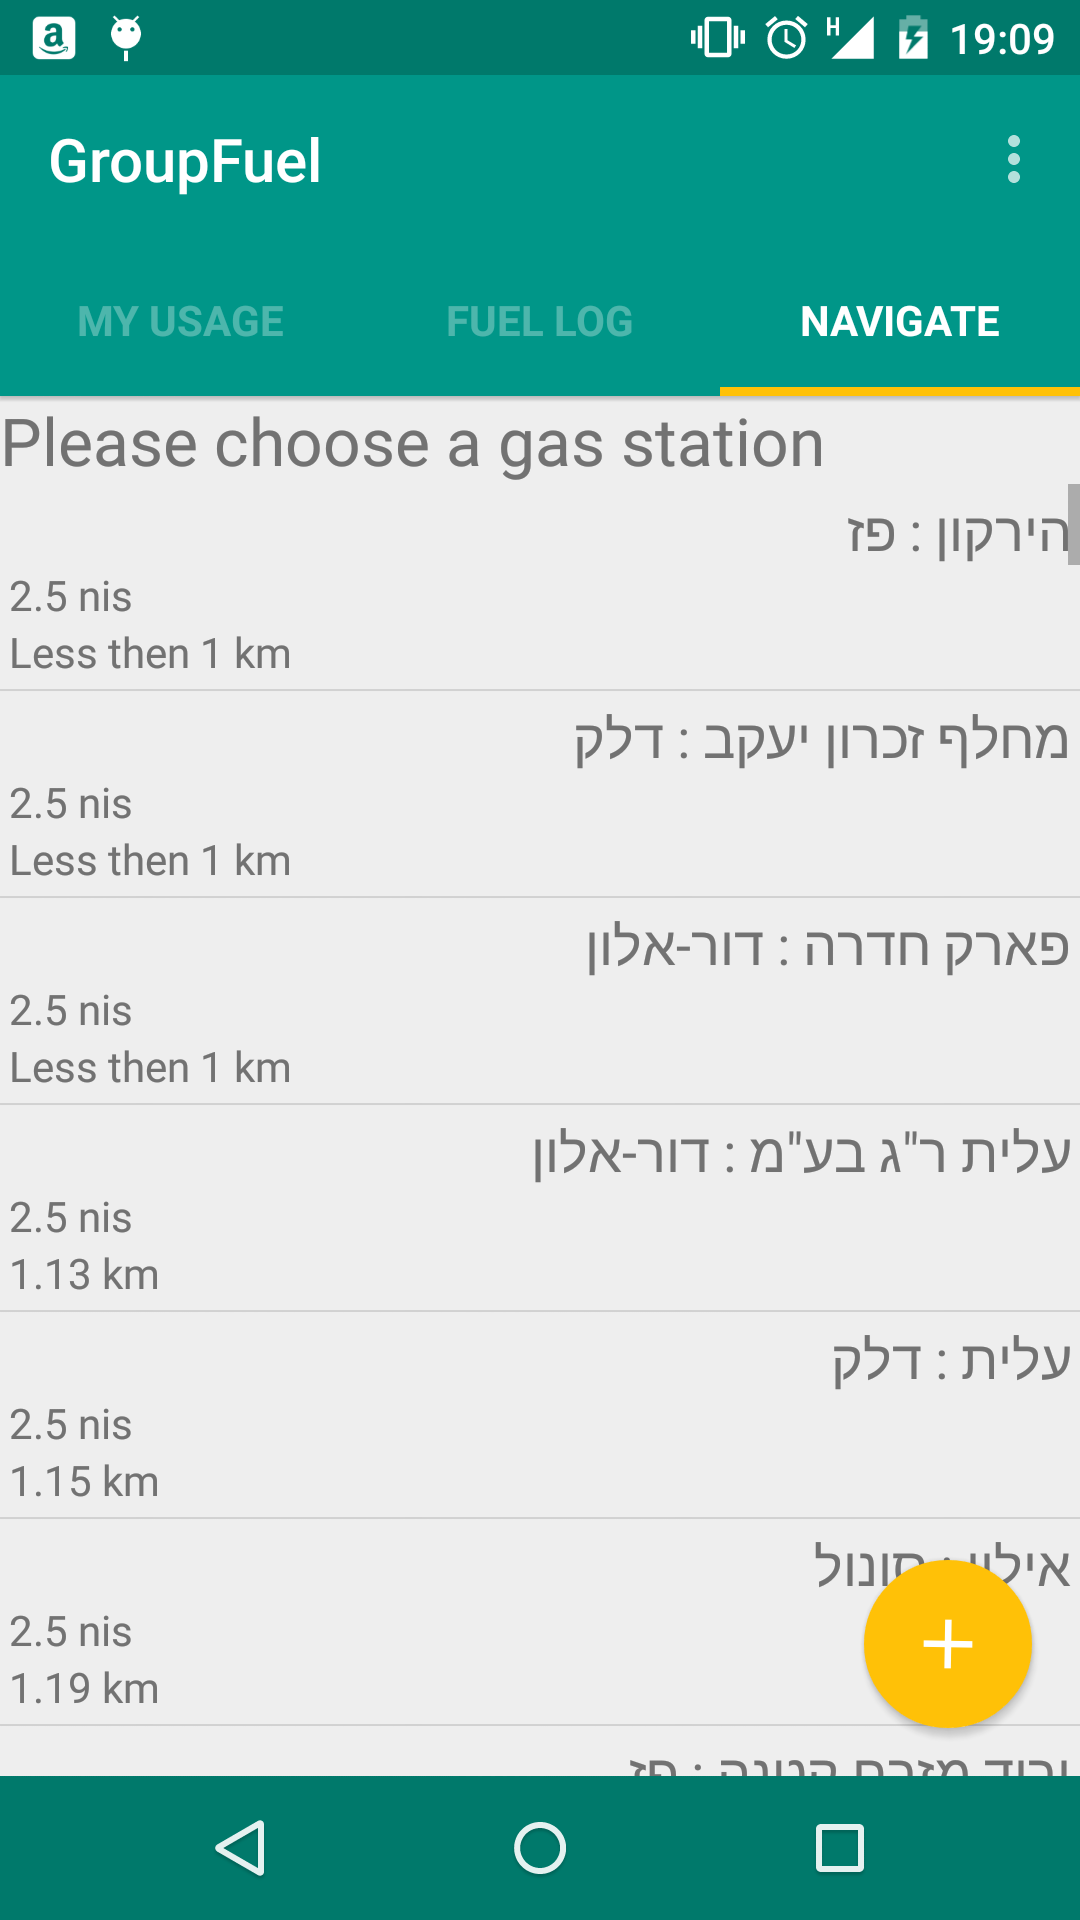 19:09
GroupFuel
MY USAGE FUEL LOG NAVIGATE
Please choose a gas station
הירקון : פז
2.5 nis
Less then 1 km
מחלף זכרון יעקב : דלק
2.5 nis
Less then 1 km
פארק חדרה : דור-אלון
2.5 nis
Less then 1 km
עלית ר"ג בע"מ : דור-אלון
2.5 nis
1.13 km
עלית : דלק
2.5 nis
1.15 km
סונול
2.5 nis
1.19 km
: פז